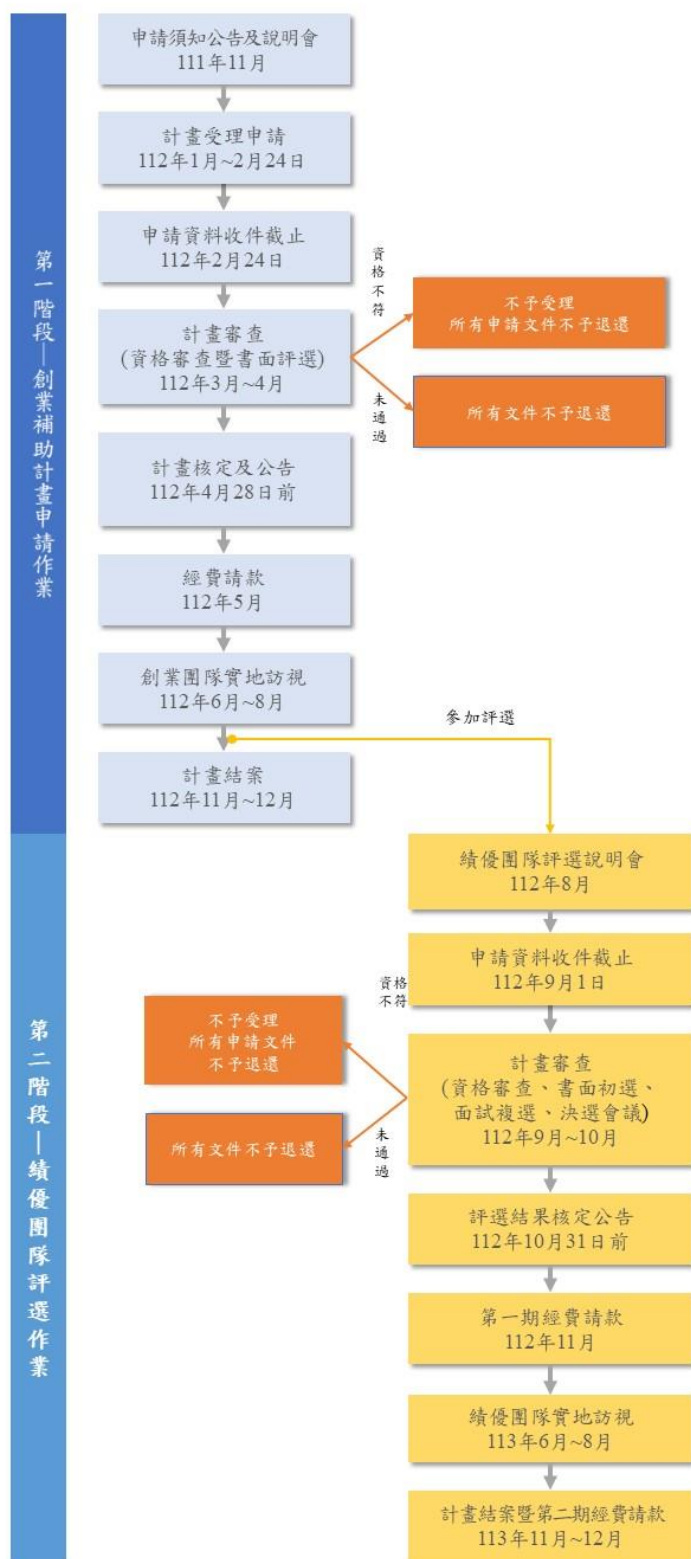 第一階段—創業補助計畫申請作業
申請須知公告及說明會
111年11月
計畫受理申請
112年1月~2月24日
申請資料收件截止
112年2月24日
計畫審查
(資格審查暨書面評選)
112年3月~4月
資格不符
不予受理
所有申請文件不予退還
未通過
所有文件不予退還
計畫核定及公告
112年4月28日前
經費請款
112年5月
創業團隊實地訪視
112年6月~8月
參加評選
計畫結案
112年11月~12月
第二階段—績優團隊評選作業
績優團隊評選說明會
112年8月
申請資料收件截止
112年9月1日
資格
不符
不予受理
所有申請文件
不予退還
計畫審查
(資格審查、書面初選、
面試複選、決選會議)
112年9月~10月
未通過
所有文件不予退還
評選結果核定公告
112年10月31日前
第一期經費請款
112年11月
績優團隊實地訪視
113年6月~8月
計畫結案暨第二期經費請款
113年11月~12月